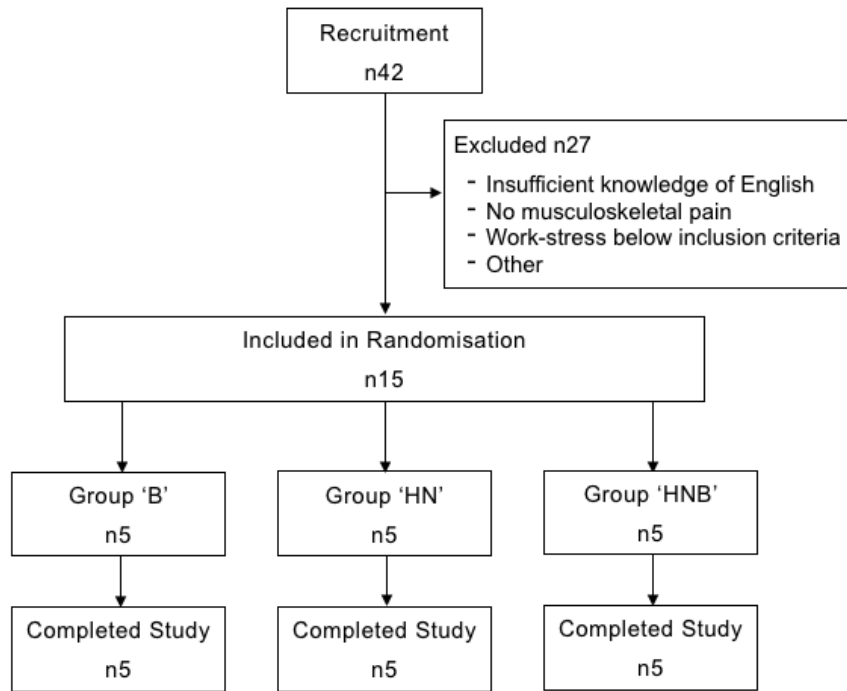 Recruitment
n42
Excluded n27
- Insufficient knowledge of English
- No musculoskeletal pain
- Work-stress below inclusion criteria
- Other
Included in Randomisation
n15
Group ‘B’
n5
Group ‘HN’
n5
Group ‘HNB’
n5
Completed Study
n5
Completed Study
n5
Completed Study
n5